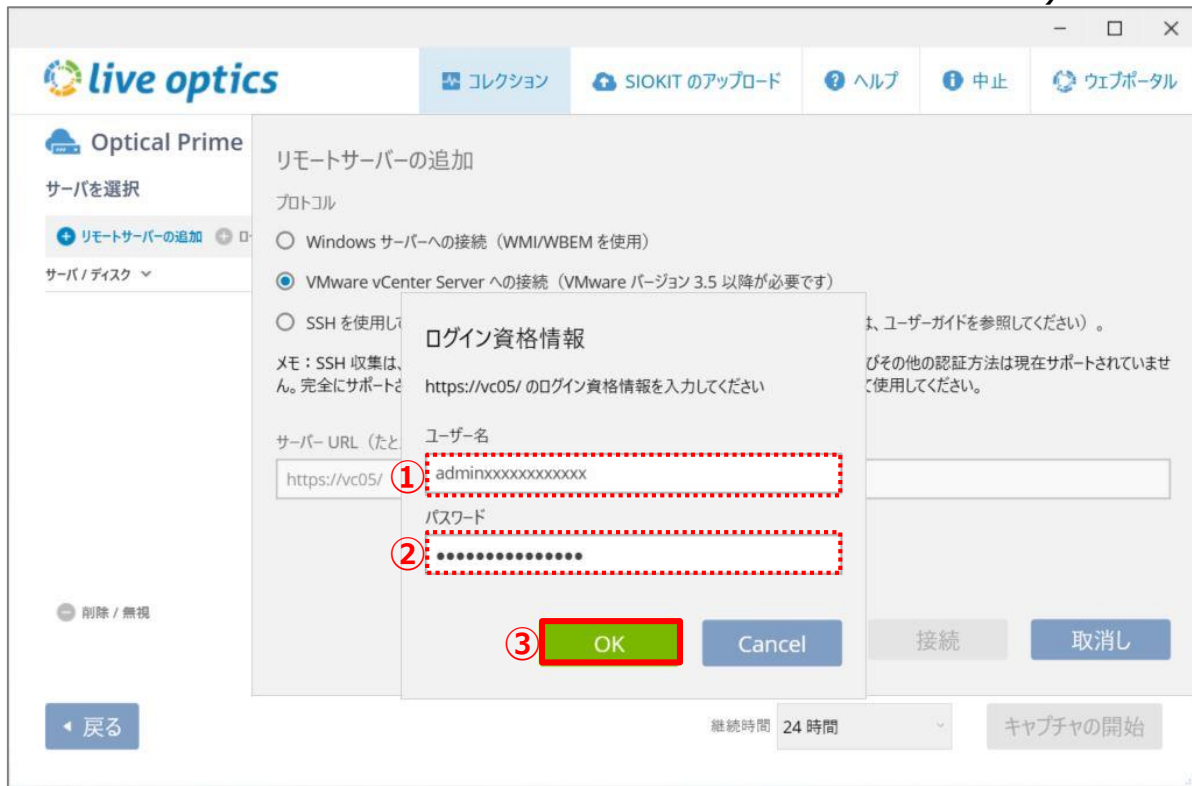 live optics
コレクション
SIOKIT のアップロード
ヘルプ
中止
ウェブポータル
Optical Prime
サーバを選択
リモートサーバーの追加
サーバ / ディスク
リモートサーバーの追加
プロトコル
Windows サーバーへの接続（WMI/WBEM を使用）
VMware vCenter Server への接続（VMware バージョン 3.5 以降が必要です）
SSH を使用し
は、ユーザーガイドを参照してください）。
メモ：SSH 収集は、
びその他の認証方法は現在サポートされていませ
ん。完全にサポートさ
て使用してください。
サーバー URL（たと
https://vc05/
ログイン資格情報
https://vc05/ のログイン資格情報を入力してください
ユーザー名
① adminxxxxxxxxxxxx
パスワード
② •••••••••••••••
③ OK
Cancel
接続
取消し
削除 / 無視
戻る
継続時間 24 時間
キャプチャの開始